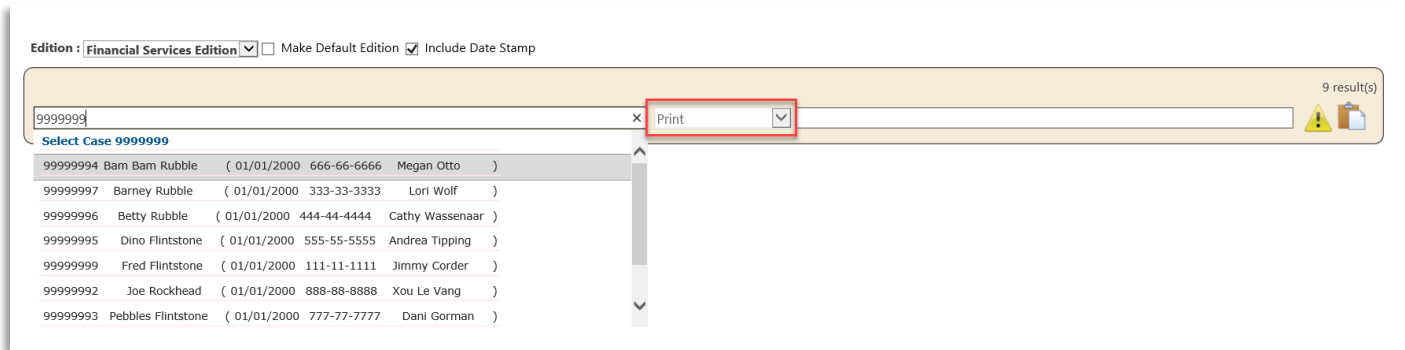 Edition : Financial Services Edition Make Default Edition Include Date Stamp
9 result(s)
9999999 × Print
Select Case 9999999
99999994 Bam Bam Rubble ( 01/01/2000 666-66-6666 Megan Otto )
99999997 Barney Rubble ( 01/01/2000 333-33-3333 Lori Wolf )
99999996 Betty Rubble ( 01/01/2000 444-44-4444 Cathy Wassenaar )
99999995 Dino Flintstone ( 01/01/2000 555-55-5555 Andrea Tipping )
99999999 Fred Flintstone ( 01/01/2000 111-11-1111 Jimmy Corder )
99999992 Joe Rockhead ( 01/01/2000 888-88-8888 Xou Le Vang )
99999993 Pebbles Flintstone ( 01/01/2000 777-77-7777 Dani Gorman )